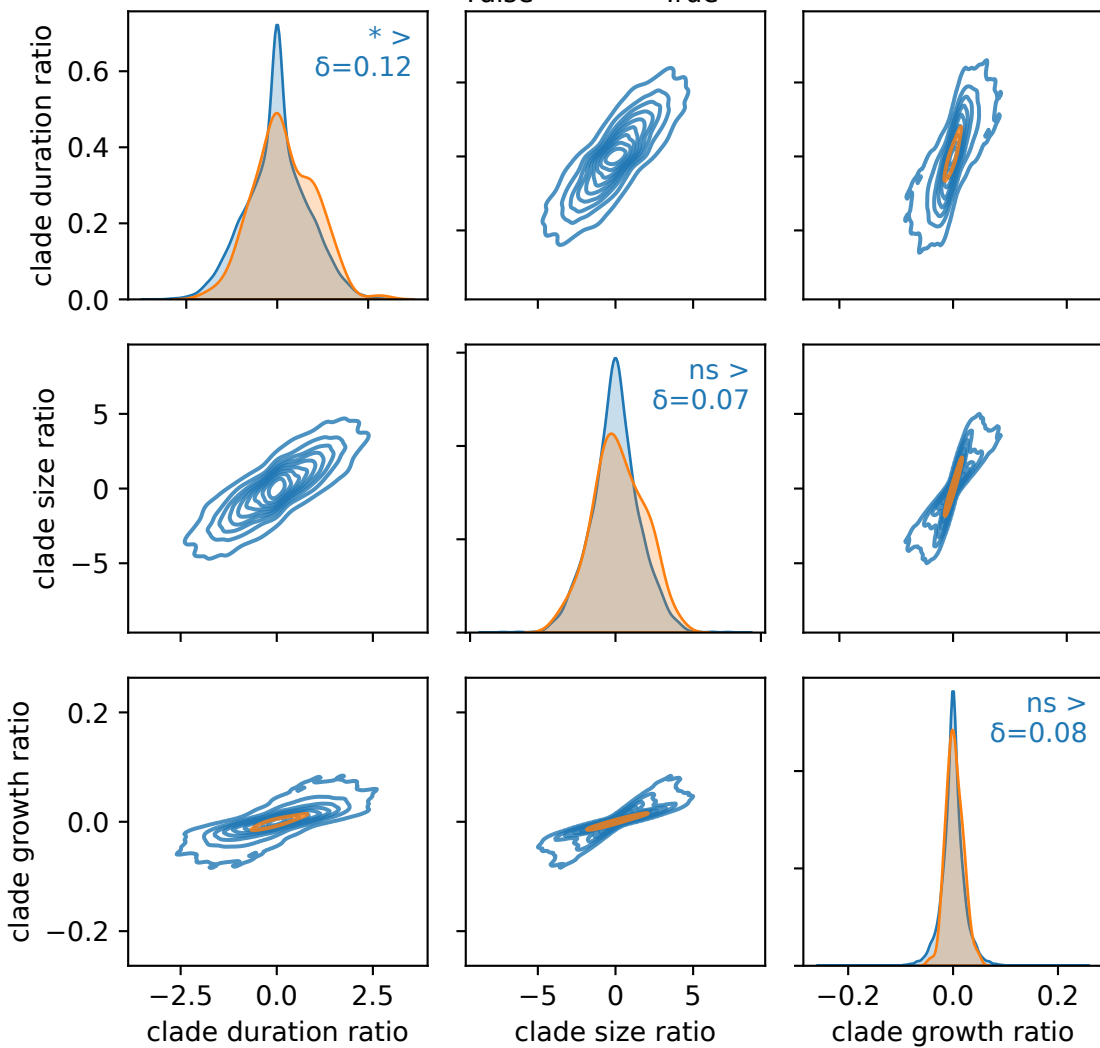 clade duration ratio
0.6
0.4
0.2
0.0
* >
δ=0.12
clade size ratio
5
0
−5
ns >
δ=0.07
clade growth ratio
0.2
0.0
−0.2
ns >
δ=0.08
−2.5 0.0 2.5
−5 0 5
−0.2 0.0 0.2
clade duration ratio
clade size ratio
clade growth ratio